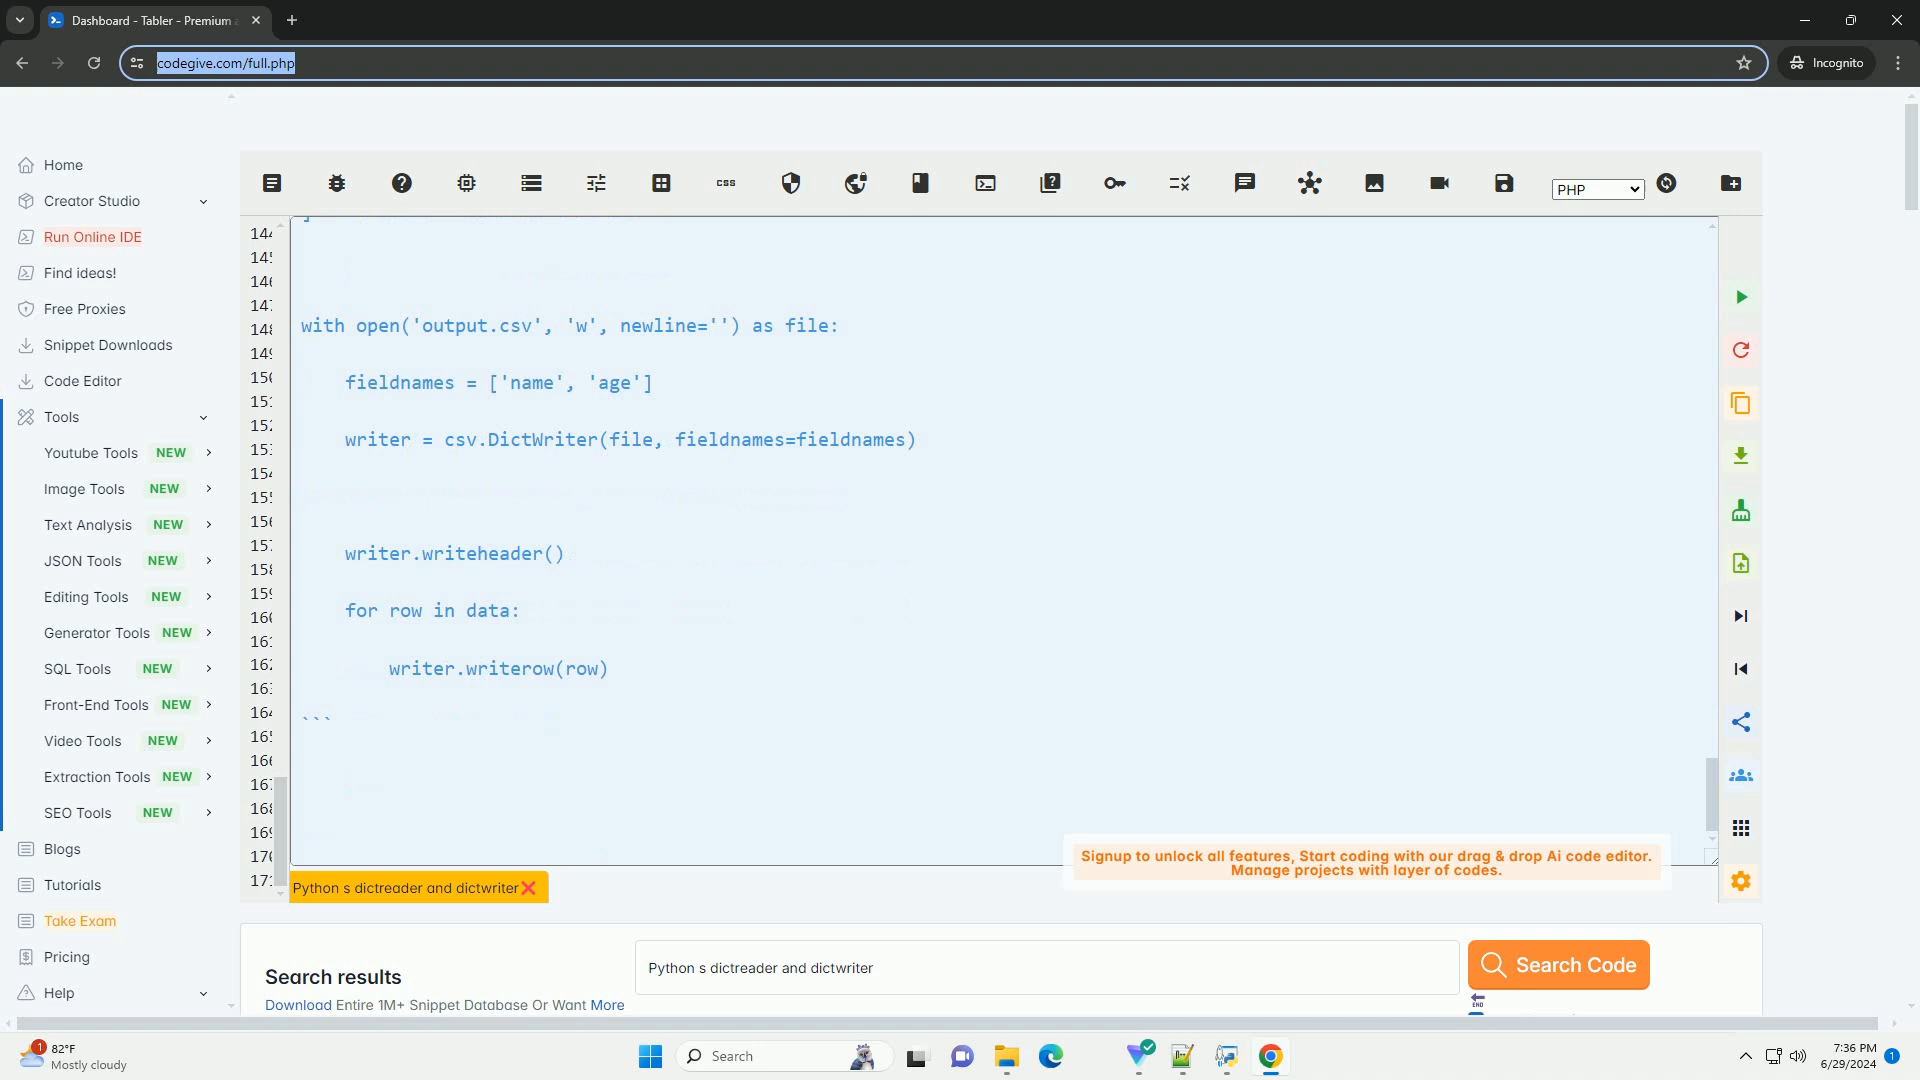 Dashboard - Tabler - Premium
codegive.com/full.php
Incognito
Home
Creator Studio
Run Online IDE
Find ideas!
Free Proxies
Snippet Downloads
Code Editor
Tools
Youtube Tools NEW
Image Tools NEW
Text Analysis NEW
JSON Tools NEW
Editing Tools NEW
Generator Tools NEW
SQL Tools NEW
Front-End Tools NEW
Video Tools NEW
Extraction Tools NEW
SEO Tools NEW
Blogs
Tutorials
Take Exam
Pricing
Help
css
PHP
with open('output.csv', 'w', newline='') as file:
fieldnames = ['name', 'age']
writer = csv.DictWriter(file, fieldnames=fieldnames)
writer.writeheader()
for row in data:
writer.writerow(row)
```
Signup to unlock all features, Start coding with our drag & drop Ai code editor.
Manage projects with layer of codes.
Python s dictreader and dictwriter
Search results
Download Entire 1M+ Snippet Database Or Want More
Python s dictreader and dictwriter
Search Code
END
1
82°F
Mostly cloudy
Search
7:36 PM
6/29/2024
1